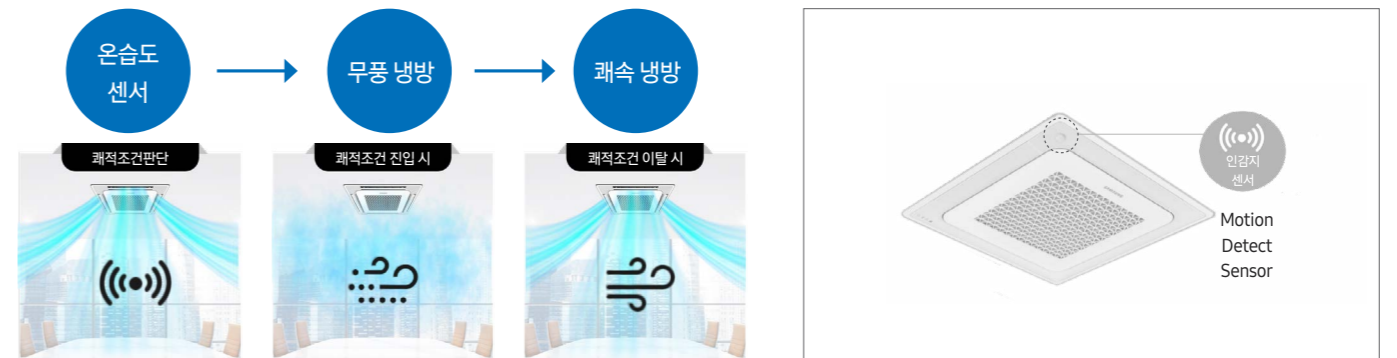 온습도
센서
무풍 냉방
쾌속 냉방
쾌적조건판단
쾌적조건 진입 시
쾌적조건 이탈 시
인감지
센서
Motion
Detect
Sensor